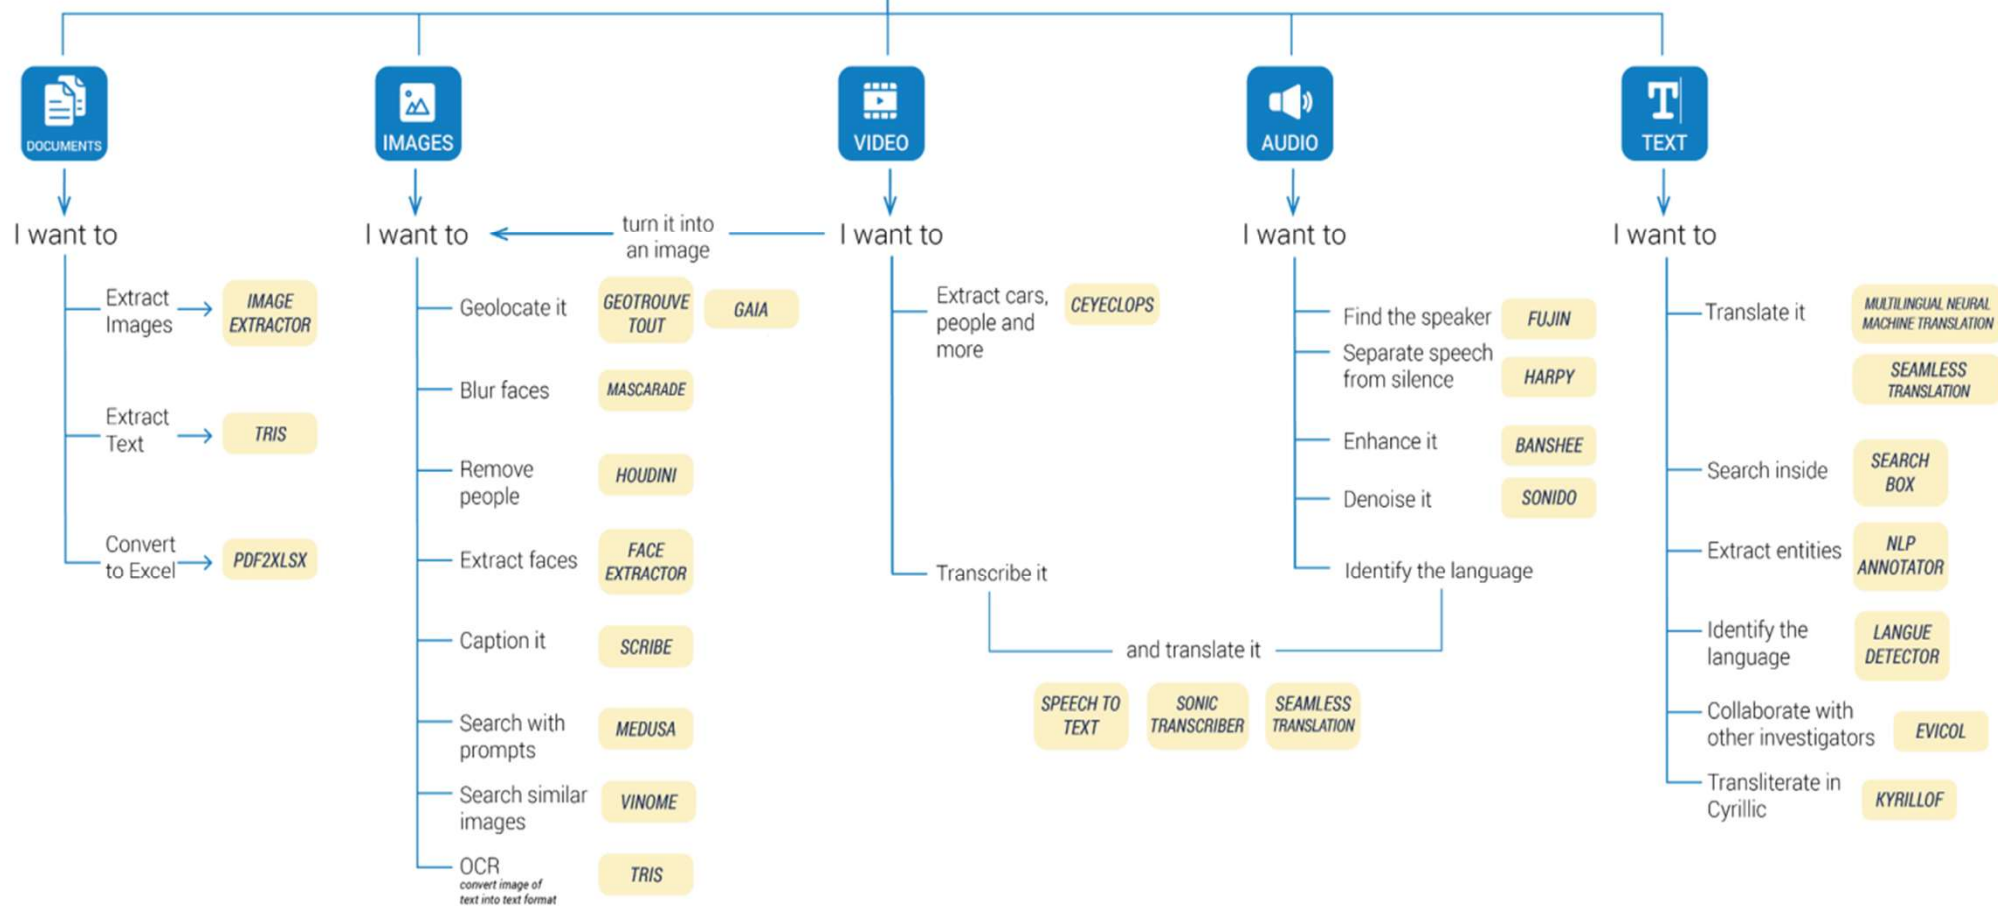 DOCUMENTS
IMAGES
VIDEO
AUDIO
TEXT
I want to
I want to
turn it into
an image
I want to
I want to
I want to
Extract
Images
IMAGE
EXTRACTOR
Extract
Text
TRIS
Convert
to Excel
PDF2XLSX
Geolocate it
GEOTROUVE
TOUT
GAIA
Blur faces
MASCARADE
Remove
people
HOUDINI
Extract faces
FACE
EXTRACTOR
Caption it
SCRIBE
Search with
prompts
MEDUSA
Search similar
images
VINOME
OCR
convert image of
text into text format
TRIS
Extract cars,
people and
more
CEYECLOPS
Transcribe it
Find the speaker
FUJIN
Separate speech
from silence
HARPY
Enhance it
BANSHEE
Denoise it
SONIDO
Identify the language
and translate it
SPEECH TO
TEXT
SONIC
TRANSCRIBER
SEAMLESS
TRANSLATION
Translate it
MULTILINGUAL NEURAL
MACHINE TRANSLATION
SEAMLESS
TRANSLATION
Search inside
SEARCH
BOX
Extract entities
NLP
ANNOTATOR
Identify the
language
LANGUE
DETECTOR
Collaborate with
other investigators
EVICOL
Transliterate in
Cyrillic
KYRILLOF